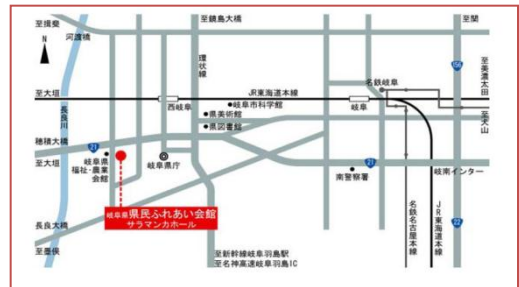 至揖斐
至鏡島大橋
至関
河渡橋
N
環状線
名鉄岐阜
156
至美濃太田
至大垣
JR東海道本線
西岐阜
岐阜市科学館
岐阜
県美術館
県図書館
至犬山
長良川
穂積大橋
21
至大垣
岐阜県
福祉・農業
会館
岐阜県庁
21
南警察署
岐南インター
岐阜県県民ふれあい会館
サラマンカホール
名鉄名古屋本線
JR東海道本線
22
長良大橋
至墨俣
至新幹線岐阜羽島駅
至名神高速岐阜羽島IC